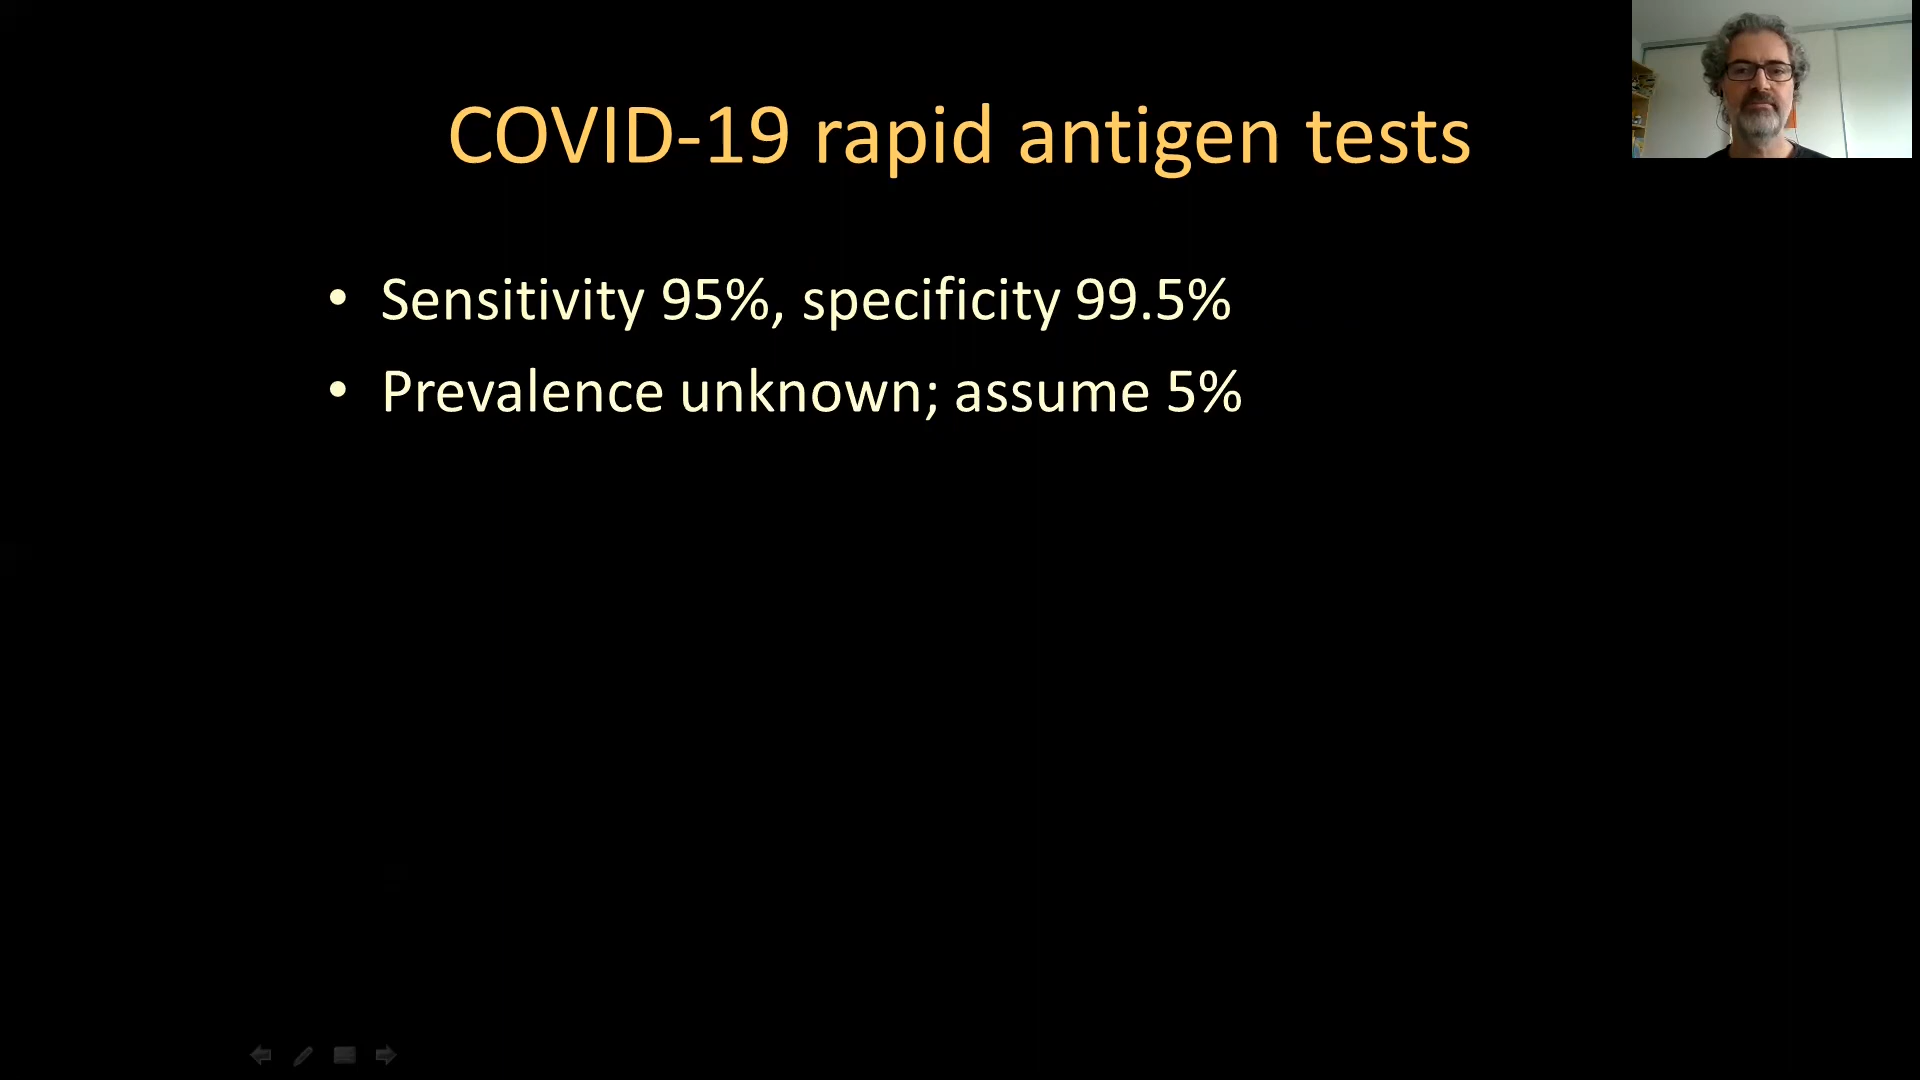 COVID-19 rapid antigen tests
• Sensitivity 95%, specificity 99.5%
• Prevalence unknown; assume 5%